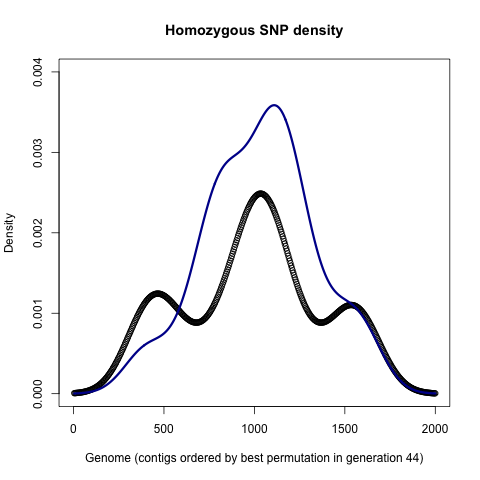 Homozygous SNP density
Density
0.004
0.003
0.002
0.001
0.000
0 500 1000 1500 2000
Genome (contigs ordered by best permutation in generation 44)